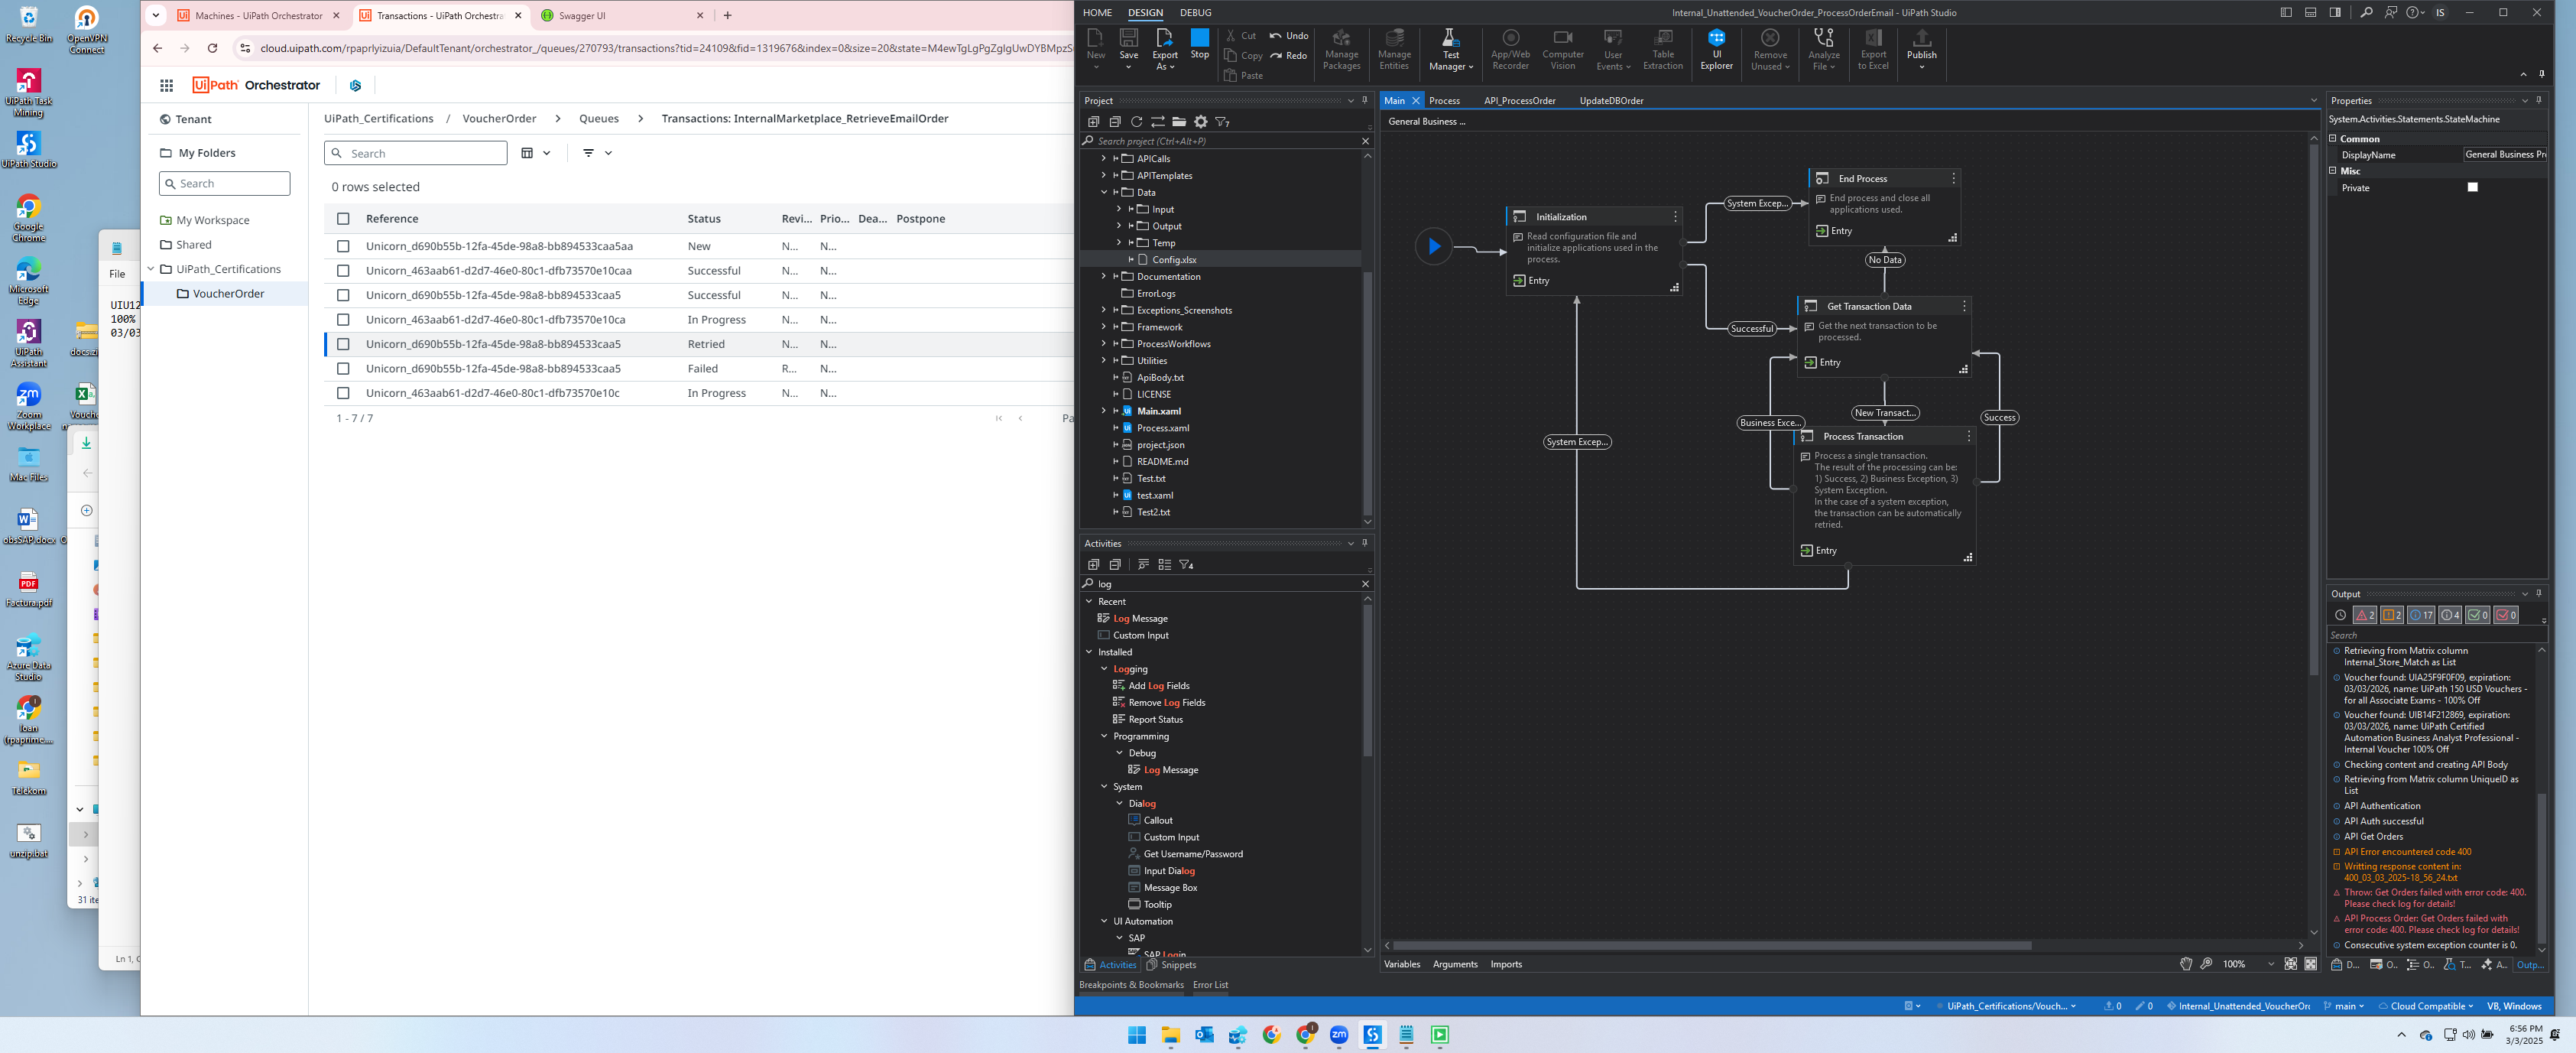 Recycle Bin
OpenVPN Connect
UiPath Task Mining
UiPath Studio
Google Chrome
Microsoft Edge
UiPath Assistant
Zoom Workplace
Mac Files
obsSAP.docx
Factura.pdf
Azure Data Studio
Ioan (rpaprime....
Telekom
unzip.bat
File
Ln 1, C
31 ite
Machines - UiPath Orchestrator
Transactions - UiPath Orchestra
Swagger UI
cloud.uipath.com/rpaprlyizuia/DefaultTenant/orchestrator_/queues/270793/transactions?tid=24109&fid=1319676&index=0&size=20&state=M4ewTgLgPgZglgUwDYBMpzS
UiPath Orchestrator
Tenant
My Folders
Search
My Workspace
Shared
UiPath_Certifications
VoucherOrder
UiPath_Certifications / VoucherOrder > Queues > Transactions: InternalMarketplace_RetrieveEmailOrder
Search
0 rows selected
Reference Status Revi... Prio... Dea... Postpone
Unicorn_d690b55b-12fa-45de-98a8-bb894533caa5aa New N... N...
Unicorn_463aab61-d2d7-46e0-80c1-dfb73570e10caa Successful N... N...
Unicorn_d690b55b-12fa-45de-98a8-bb894533caa5 Successful N... N...
Unicorn_463aab61-d2d7-46e0-80c1-dfb73570e10ca In Progress N... N...
Unicorn_d690b55b-12fa-45de-98a8-bb894533caa5 Retried N... N...
Unicorn_d690b55b-12fa-45de-98a8-bb894533caa5 Failed R... N...
Unicorn_463aab61-d2d7-46e0-80c1-dfb73570e10c In Progress N... N...
1 - 7 / 7
Pa
HOME DESIGN DEBUG
Internal_Unattended_VoucherOrder_ProcessOrderEmail - UiPath Studio
IS
New
Save
Export As
Stop
Cut
Copy
Paste
Undo
Redo
Manage Packages
Manage Entities
Test Manager
App/Web Recorder
Computer Vision
User Events
Table Extraction
UI Explorer
Remove Unused
Analyze File
Export to Excel
Publish
Project
Search project (Ctrl+Alt+P)
APICalls
APITemplates
Data
Input
Output
Temp
Config.xlsx
Documentation
ErrorLogs
Exceptions_Screenshots
Framework
ProcessWorkflows
Utilities
ApiBody.txt
LICENSE
Main.xaml
Process.xaml
project.json
README.md
Test.txt
test.xaml
Test2.txt
Activities
log
Recent
Log Message
Custom Input
Installed
Logging
Add Log Fields
Remove Log Fields
Report Status
Programming
Debug
Log Message
System
Dialog
Callout
Custom Input
Get Username/Password
Input Dialog
Message Box
Tooltip
UI Automation
SAP
SAP Login
Activities Snippets
Breakpoints & Bookmarks Error List
Main Process API_ProcessOrder UpdateDBOrder
General Business ...
Initialization
Read configuration file and
initialize applications used in the
process.
Entry
System Excep...
End Process
End process and close all
applications used.
Entry
No Data
Successful
Get Transaction Data
Get the next transaction to be
processed.
Entry
New Transact...
Business Exce...
Success
System Excep...
Process Transaction
Process a single transaction.
The result of the processing can be:
1) Success, 2) Business Exception, 3)
System Exception.
In the case of a system exception,
the transaction can be automatically
retried.
Entry
Variables Arguments Imports
100%
Properties
System.Activities.Statements.StateMachine
Common
DisplayName General Business Pr
Misc
Private
Output
2 2 17 4 0 0
Search
Retrieving from Matrix column
Internal_Store_Match as List
Voucher found: UIA25F9F0F09, expiration:
03/03/2026, name: UiPath 150 USD Vouchers -
for all Associate Exams - 100% Off
Voucher found: UIB14F212869, expiration:
03/03/2026, name: UiPath Certified
Automation Business Analyst Professional -
Internal Voucher 100% Off
Checking content and creating API Body
Retrieving from Matrix column UniqueID as
List
API Authentication
API Auth successful
API Get Orders
API Error encountered code 400
Writting response content in:
400_03_03_2025-18_56_24.txt
Throw: Get Orders failed with error code: 400.
Please check log for details!
API Process Order: Get Orders failed with
error code: 400. Please check log for details!
Consecutive system exception counter is 0.
D... O.. O.. T... A.. Outp...
UiPath_Certifications/Vouch... 0 0 Internal_Unattended_VoucherOr main Cloud Compatible VB, Windows
6:56 PM
3/3/2025